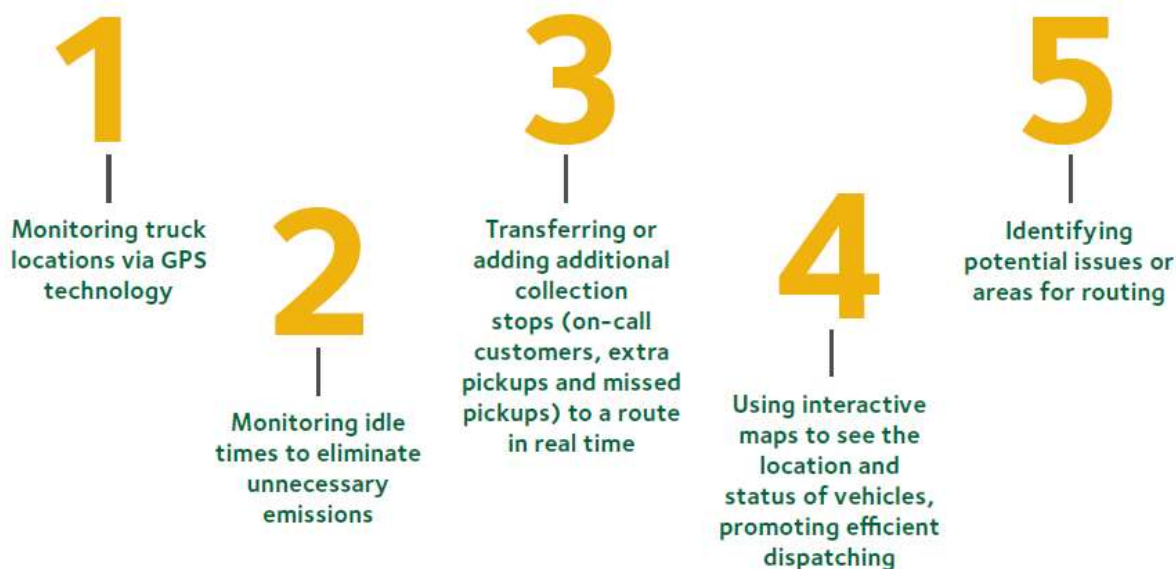 1
Monitoring truck
locations via GPS
technology
2
Monitoring idle
times to eliminate
unnecessary
emissions
3
Transferring or
adding additional
collection
stops (on-call
customers, extra
pickups and missed
pickups) to a route
in real time
4
Using interactive
maps to see the
location and
status of vehicles,
promoting efficient
dispatching
5
Identifying
potential issues or
areas for routing